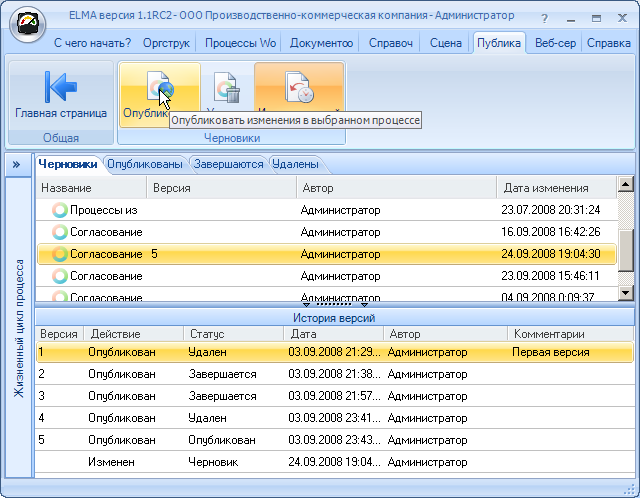 ELMA версия 1.1RC2 - ООО Производственно-коммерческая компания - Администратор
С чего начать? Оргструк Процессы Wo Документоо Справоч Сцена Публика Веб-сер Справка
Главная страница
Опубликовать изменения в выбранном процессе
Общая Черновики
Черновики Опубликованы Завершаются Удалены
Название Версия Автор Дата изменения
Процессы из Администратор 23.07.2008 20:31:24
Согласование Администратор 16.09.2008 16:42:26
Согласование 5 Администратор 24.09.2008 19:04:30
Согласование Администратор 23.09.2008 15:46:11
Согласование Администратор 04.09.2008 0:09:37
Жизненный цикл процесса
История версий
Версия Действие Статус Дата Автор Комментарии
1 Опубликован Удален 03.09.2008 21:29... Администратор Первая версия
2 Опубликован Завершается 03.09.2008 21:38... Администратор
3 Опубликован Завершается 03.09.2008 21:57... Администратор
4 Опубликован Удален 03.09.2008 23:41... Администратор
5 Опубликован Опубликован 03.09.2008 23:43... Администратор
Изменен Черновик 24.09.2008 19:04... Администратор